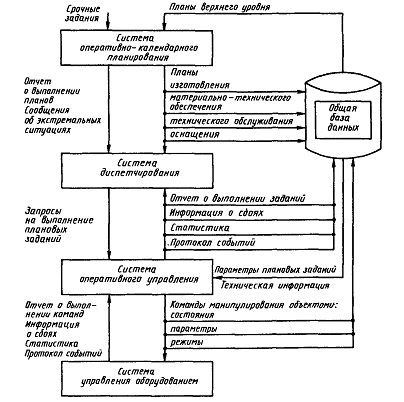 Срочные
задания
Планы верхнего уровня
Система
оперативно-календарного
планирования
Отчет
о выполнении
планов
Сообщения
об экстремальных
ситуациях
Планы
изготовления
материально-технического
обеспечения
технического обслуживания
оснащения
Общая
база
данных
Система
диспетчирования
Запросы
на выполнение
плановых
заданий
Отчет о выполнении заданий
Информация о сбоях
Статистика
Протокол событий
Система
оперативного управления
Параметры плановых заданий
Техническая информация
Отчет о выпол-
нении команд
Информация
о сбоях
Статистика
Протокол событий
Команды манипулирования объектами:
состояния
параметры
режимы
Система
управления оборудованием